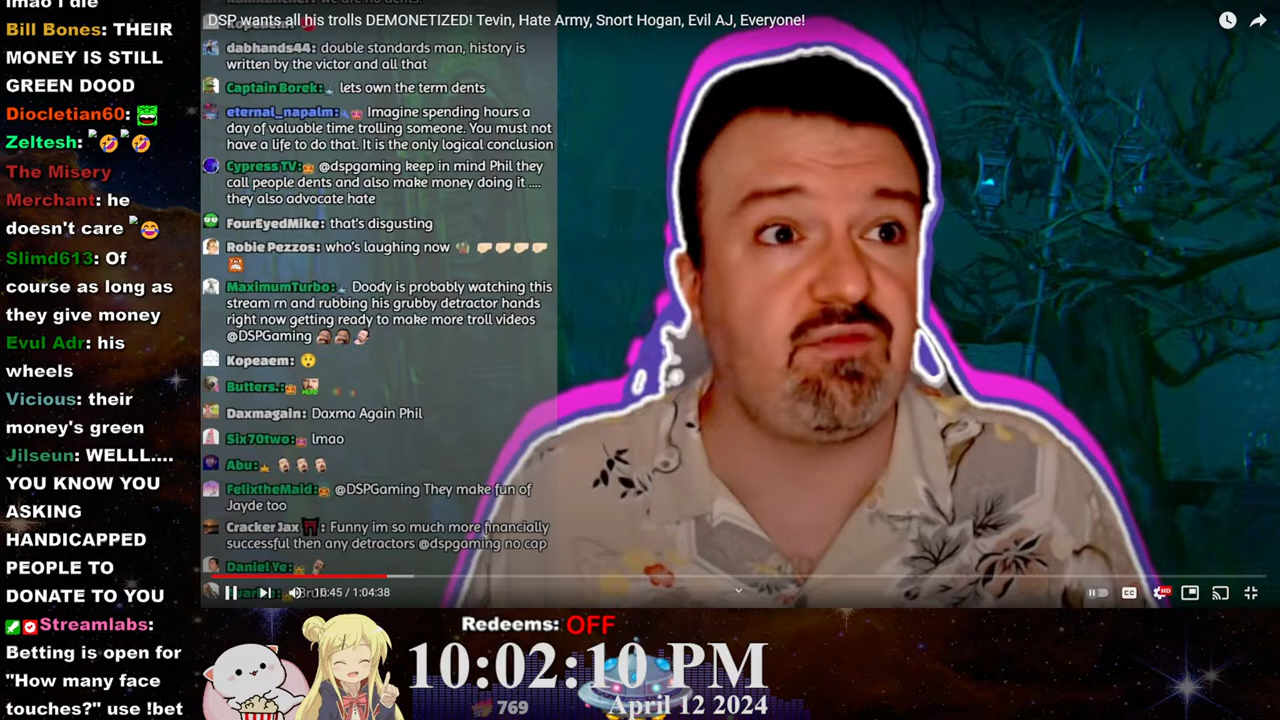 lmao I die
Bill Bones: THEIR
MONEY IS STILL
GREEN DOOD
Diocletian60:
Zeltesh:
The Misery
Merchant: he
doesn't care
Slimd613: Of
course as long as
they give money
Evul Adr: his
wheels
Vicious: their
money's green
Jilseun: WELLL....
YOU KNOW YOU
ASKING
HANDICAPPED
PEOPLE TO
DONATE TO YOU
Streamlabs:
Betting is open for
"How many face
touches?" use !bet
DSP wants all his trolls DEMONETIZED! Tevin, Hate Army, Snort Hogan, Evil AJ, Everyone!
Kopeaem:
dabhands44: double standards man, history is
written by the victor and all that
Captain Borek: lets own the term dents
eternal_napalm: Imagine spending hours a
day of valuable time trolling someone. You must not
have a life to do that. It is the only logical conclusion
Cypress TV: @dspgaming keep in mind Phil they
call people dents and also make money doing it ....
they also advocate hate
FourEyedMike: that's disgusting
Robie Pezzos: who's laughing now
MaximumTurbo: Doody is probably watching this
stream rn and rubbing his grubby detractor hands
right now getting ready to make more troll videos
@DSPGaming
Kopeaem:
Butters.:
Daxmagain: Daxma Again Phil
Six70two: lmao
Abu:
FelixtheMaid: @DSPGaming They make fun of
Jayde too
CrackerJax: Funny im so much more financially
successful then any detractors @dspgaming no cap
Daniel Ye:
10:45 / 1:04:38
CC
HD
Redeems: OFF
10:02:10 PM
769
April 12 2024